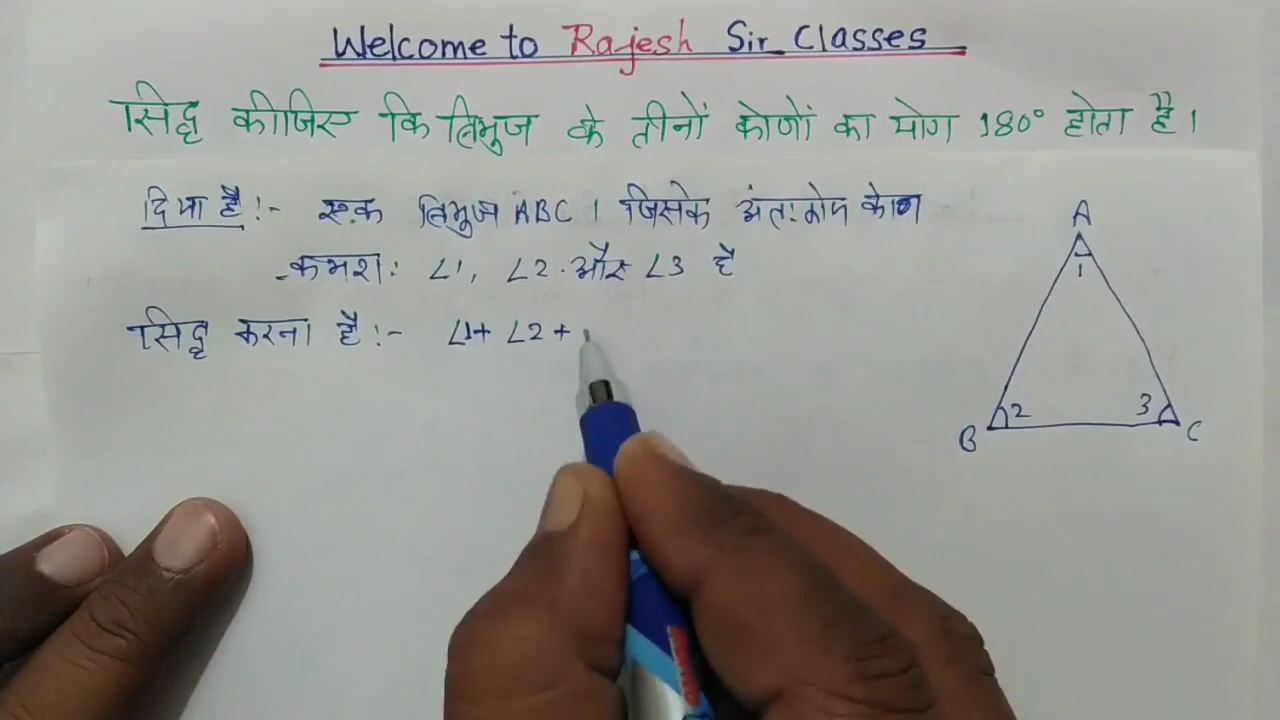 Welcome to Rajesh Sir Classes
सिद्ध कीजिए कि त्रिभुज के तीनों कोणों का योग 180° होता है।
दिया है :- एक त्रिभुज ABC । जिसके अंतः कोण
क्रमशः ∠1, ∠2 और ∠3 है
सिद्ध करना है :- ∠1+ ∠2 +
A
1
2
3
B
C